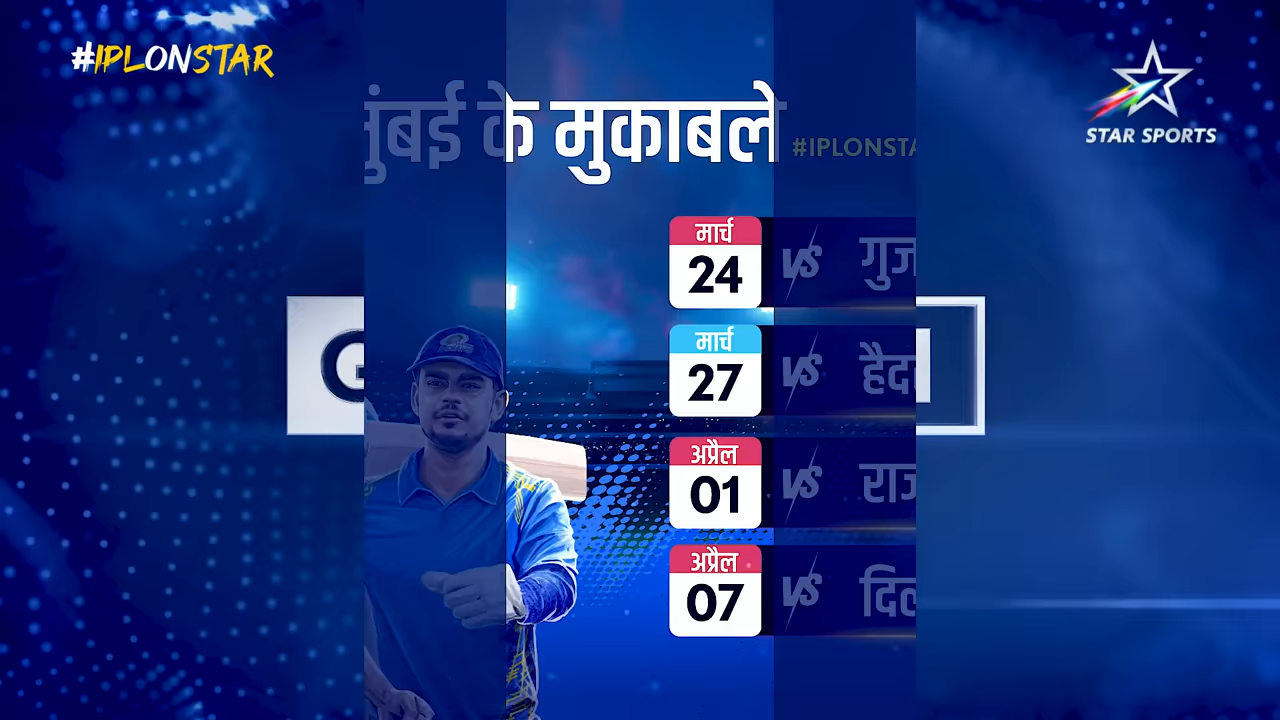 #IPLONSTAR
STAR SPORTS
मुंबई के मुकाबले
#IPLONSTA
मार्च
24
VS
गुज
मार्च
27
VS
हैद
अप्रैल
01
VS
राज
अप्रैल
07
VS
दिल
G